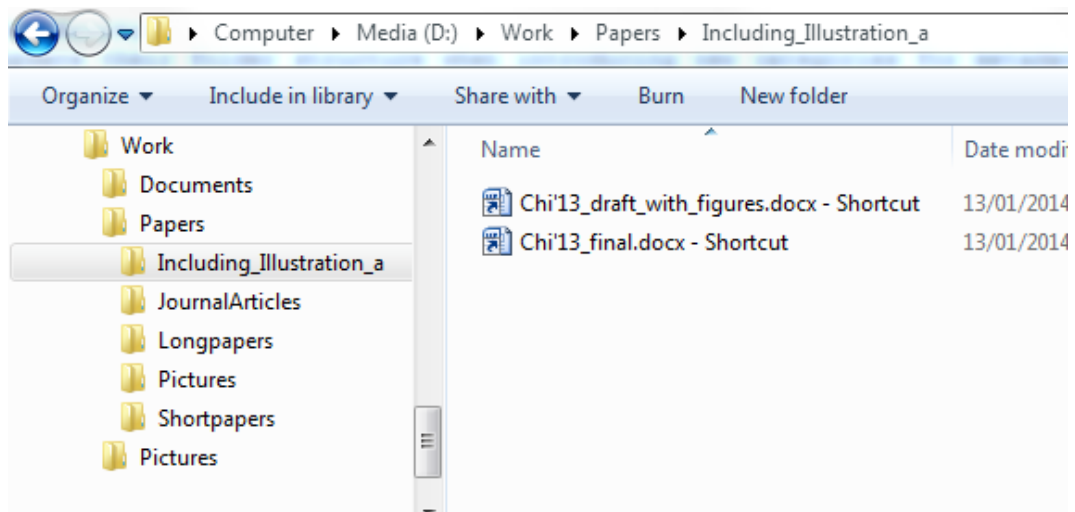 Computer Media (D:) Work Papers Including_Illustration_a
Organize Include in library Share with Burn New folder
Work
Documents
Papers
Including_Illustration_a
JournalArticles
Longpapers
Pictures
Shortpapers
Pictures
Name Date modif
Chi'13_draft_with_figures.docx - Shortcut 13/01/2014
Chi'13_final.docx - Shortcut 13/01/2014